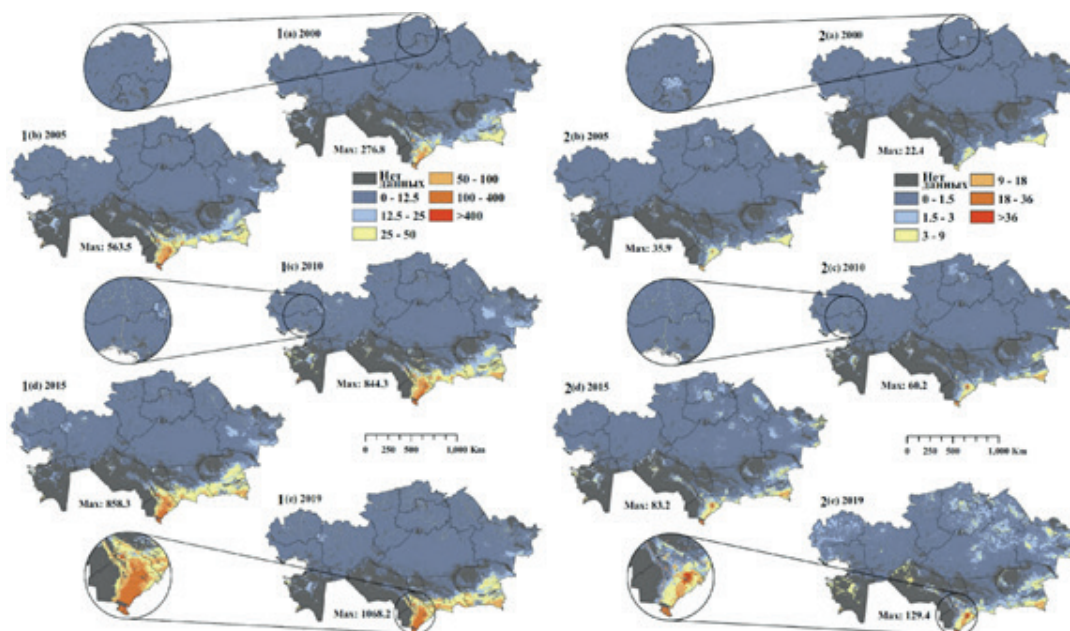 1(a) 2000
Max: 276.8
1(b) 2005
Max: 563.5
Нет данных
0 - 12.5
12.5 - 25
25 - 50
50 - 100
100 - 400
>400
1(c) 2010
Max: 844.3
1(d) 2015
Max: 858.3
0 500 1,000 Km
1(e) 2019
Max: 1068.2
2(a) 2000
Max: 22.4
2(b) 2005
Max: 35.9
Нет данных
0 - 1.5
1.5 - 3
3 - 9
9 - 18
18 - 36
>36
2(c) 2010
Max: 60.2
2(d) 2015
Max: 83.2
0 500 1,000 Km
2(e) 2019
Max: 129.4